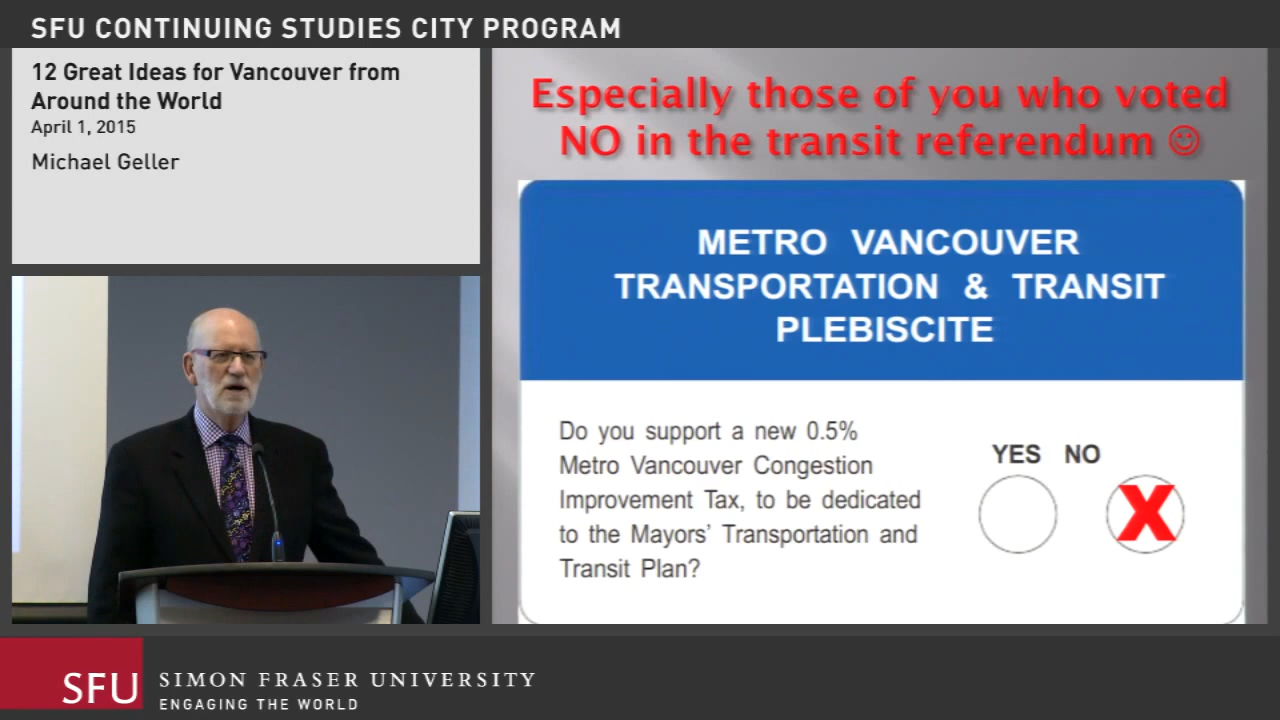 SFU CONTINUING STUDIES CITY PROGRAM
12 Great Ideas for Vancouver from
Around the World
April 1, 2015
Michael Geller
Especially those of you who voted
NO in the transit referendum ☺
METRO VANCOUVER
TRANSPORTATION & TRANSIT
PLEBISCITE
Do you support a new 0.5%
Metro Vancouver Congestion
Improvement Tax, to be dedicated
to the Mayors' Transportation and
Transit Plan?
YES NO
X
SFU SIMON FRASER UNIVERSITY
ENGAGING THE WORLD